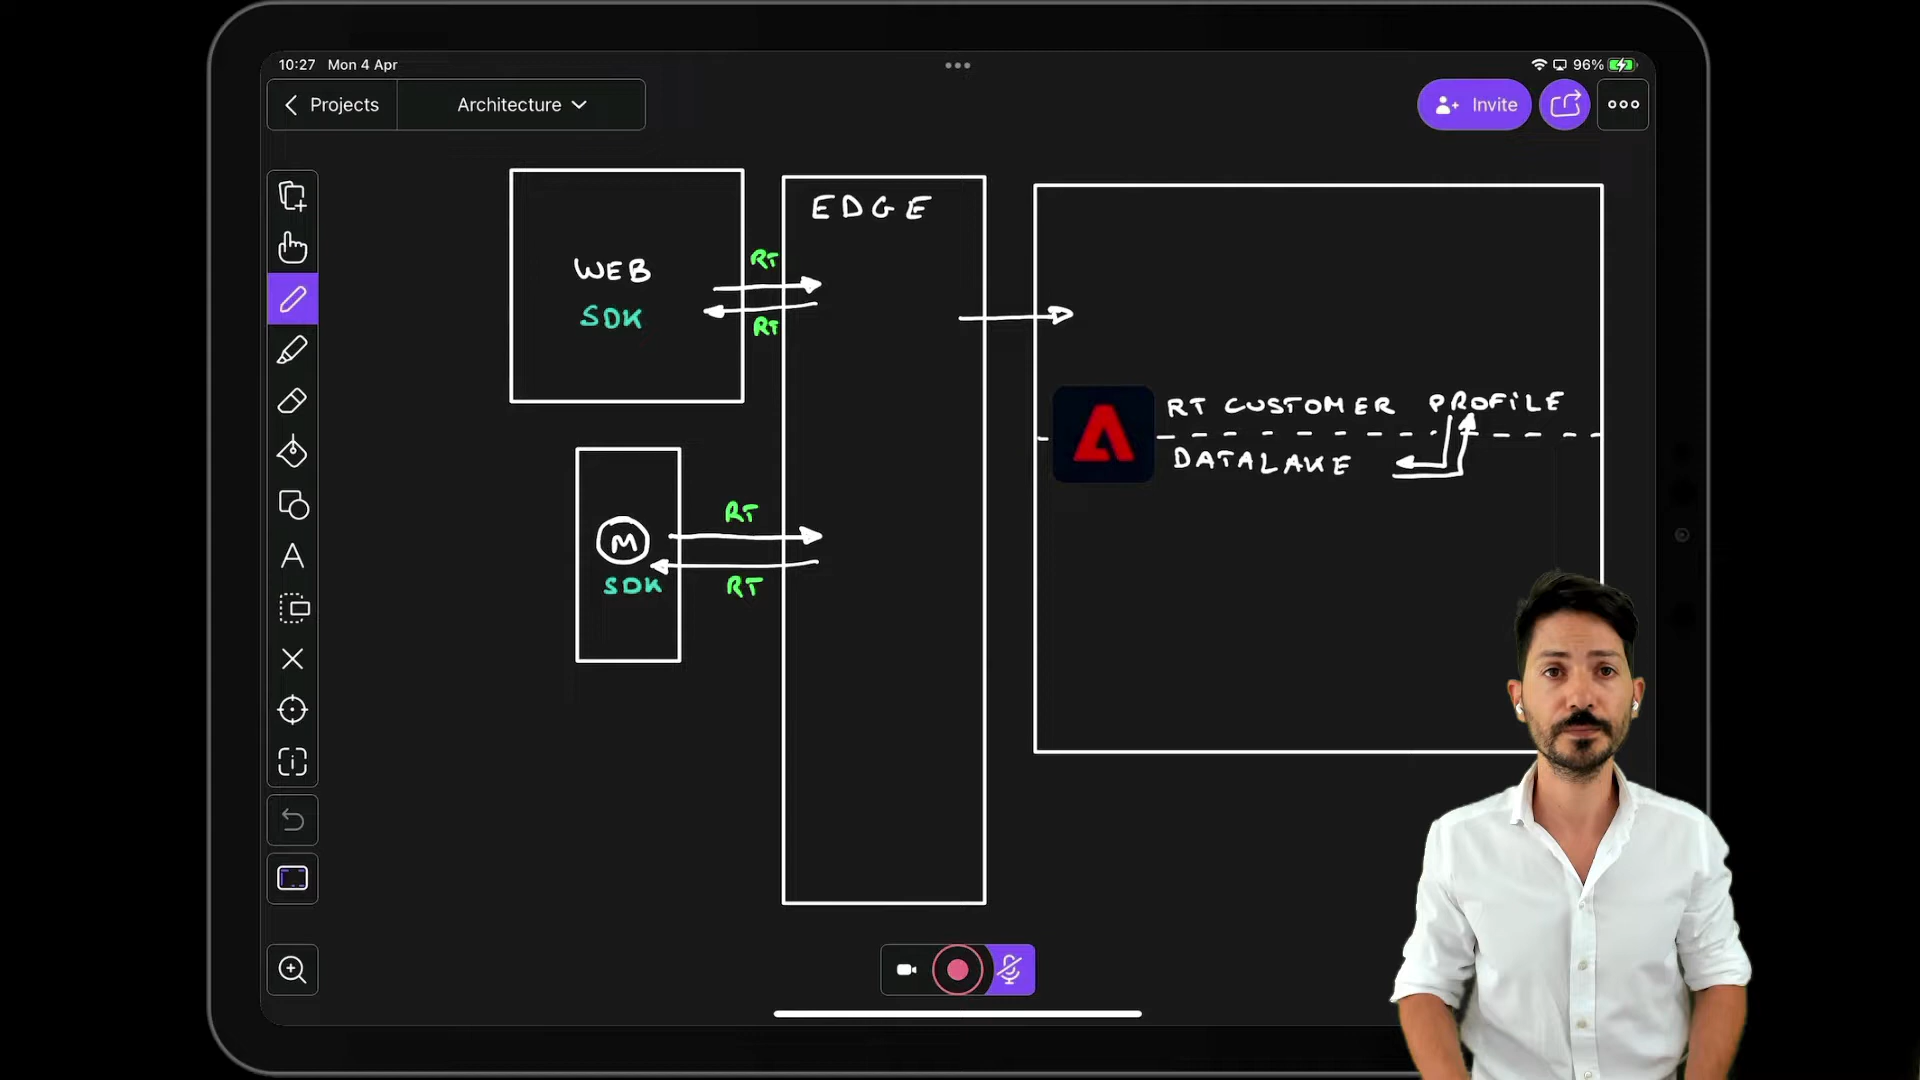 10:27 Mon 4 Apr
96%
Projects
Architecture
Invite
EDGE
WEB
SDK
RT
RT
RT CUSTOMER PROFiLE
DATALAKE
RT
M
SDK
RT